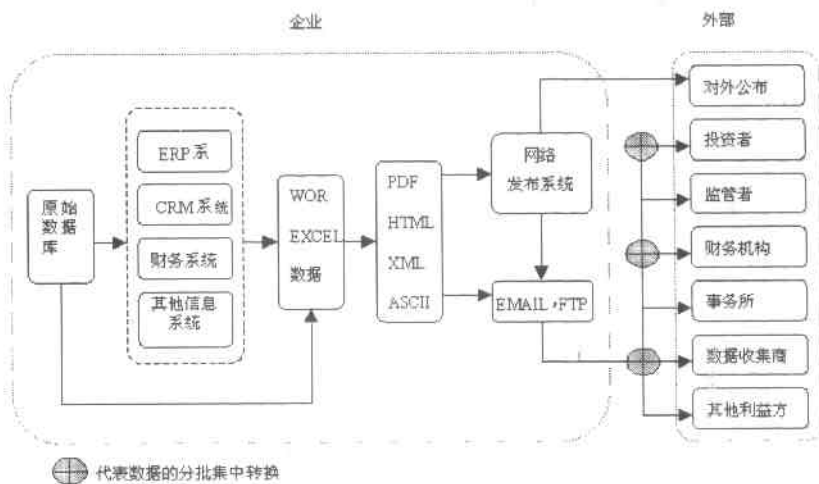 企业
外部
原始
数据
库
ERP系
CRM系统
财务系统
其他信息
系统
WOR
EXCEL
数据
PDF
HTML
XML
ASCII
网络
发布系统
EMAIL,FTP
对外公布
投资者
监管者
财务机构
事务所
数据收集商
其他利益方
代表数据的分批集中转换